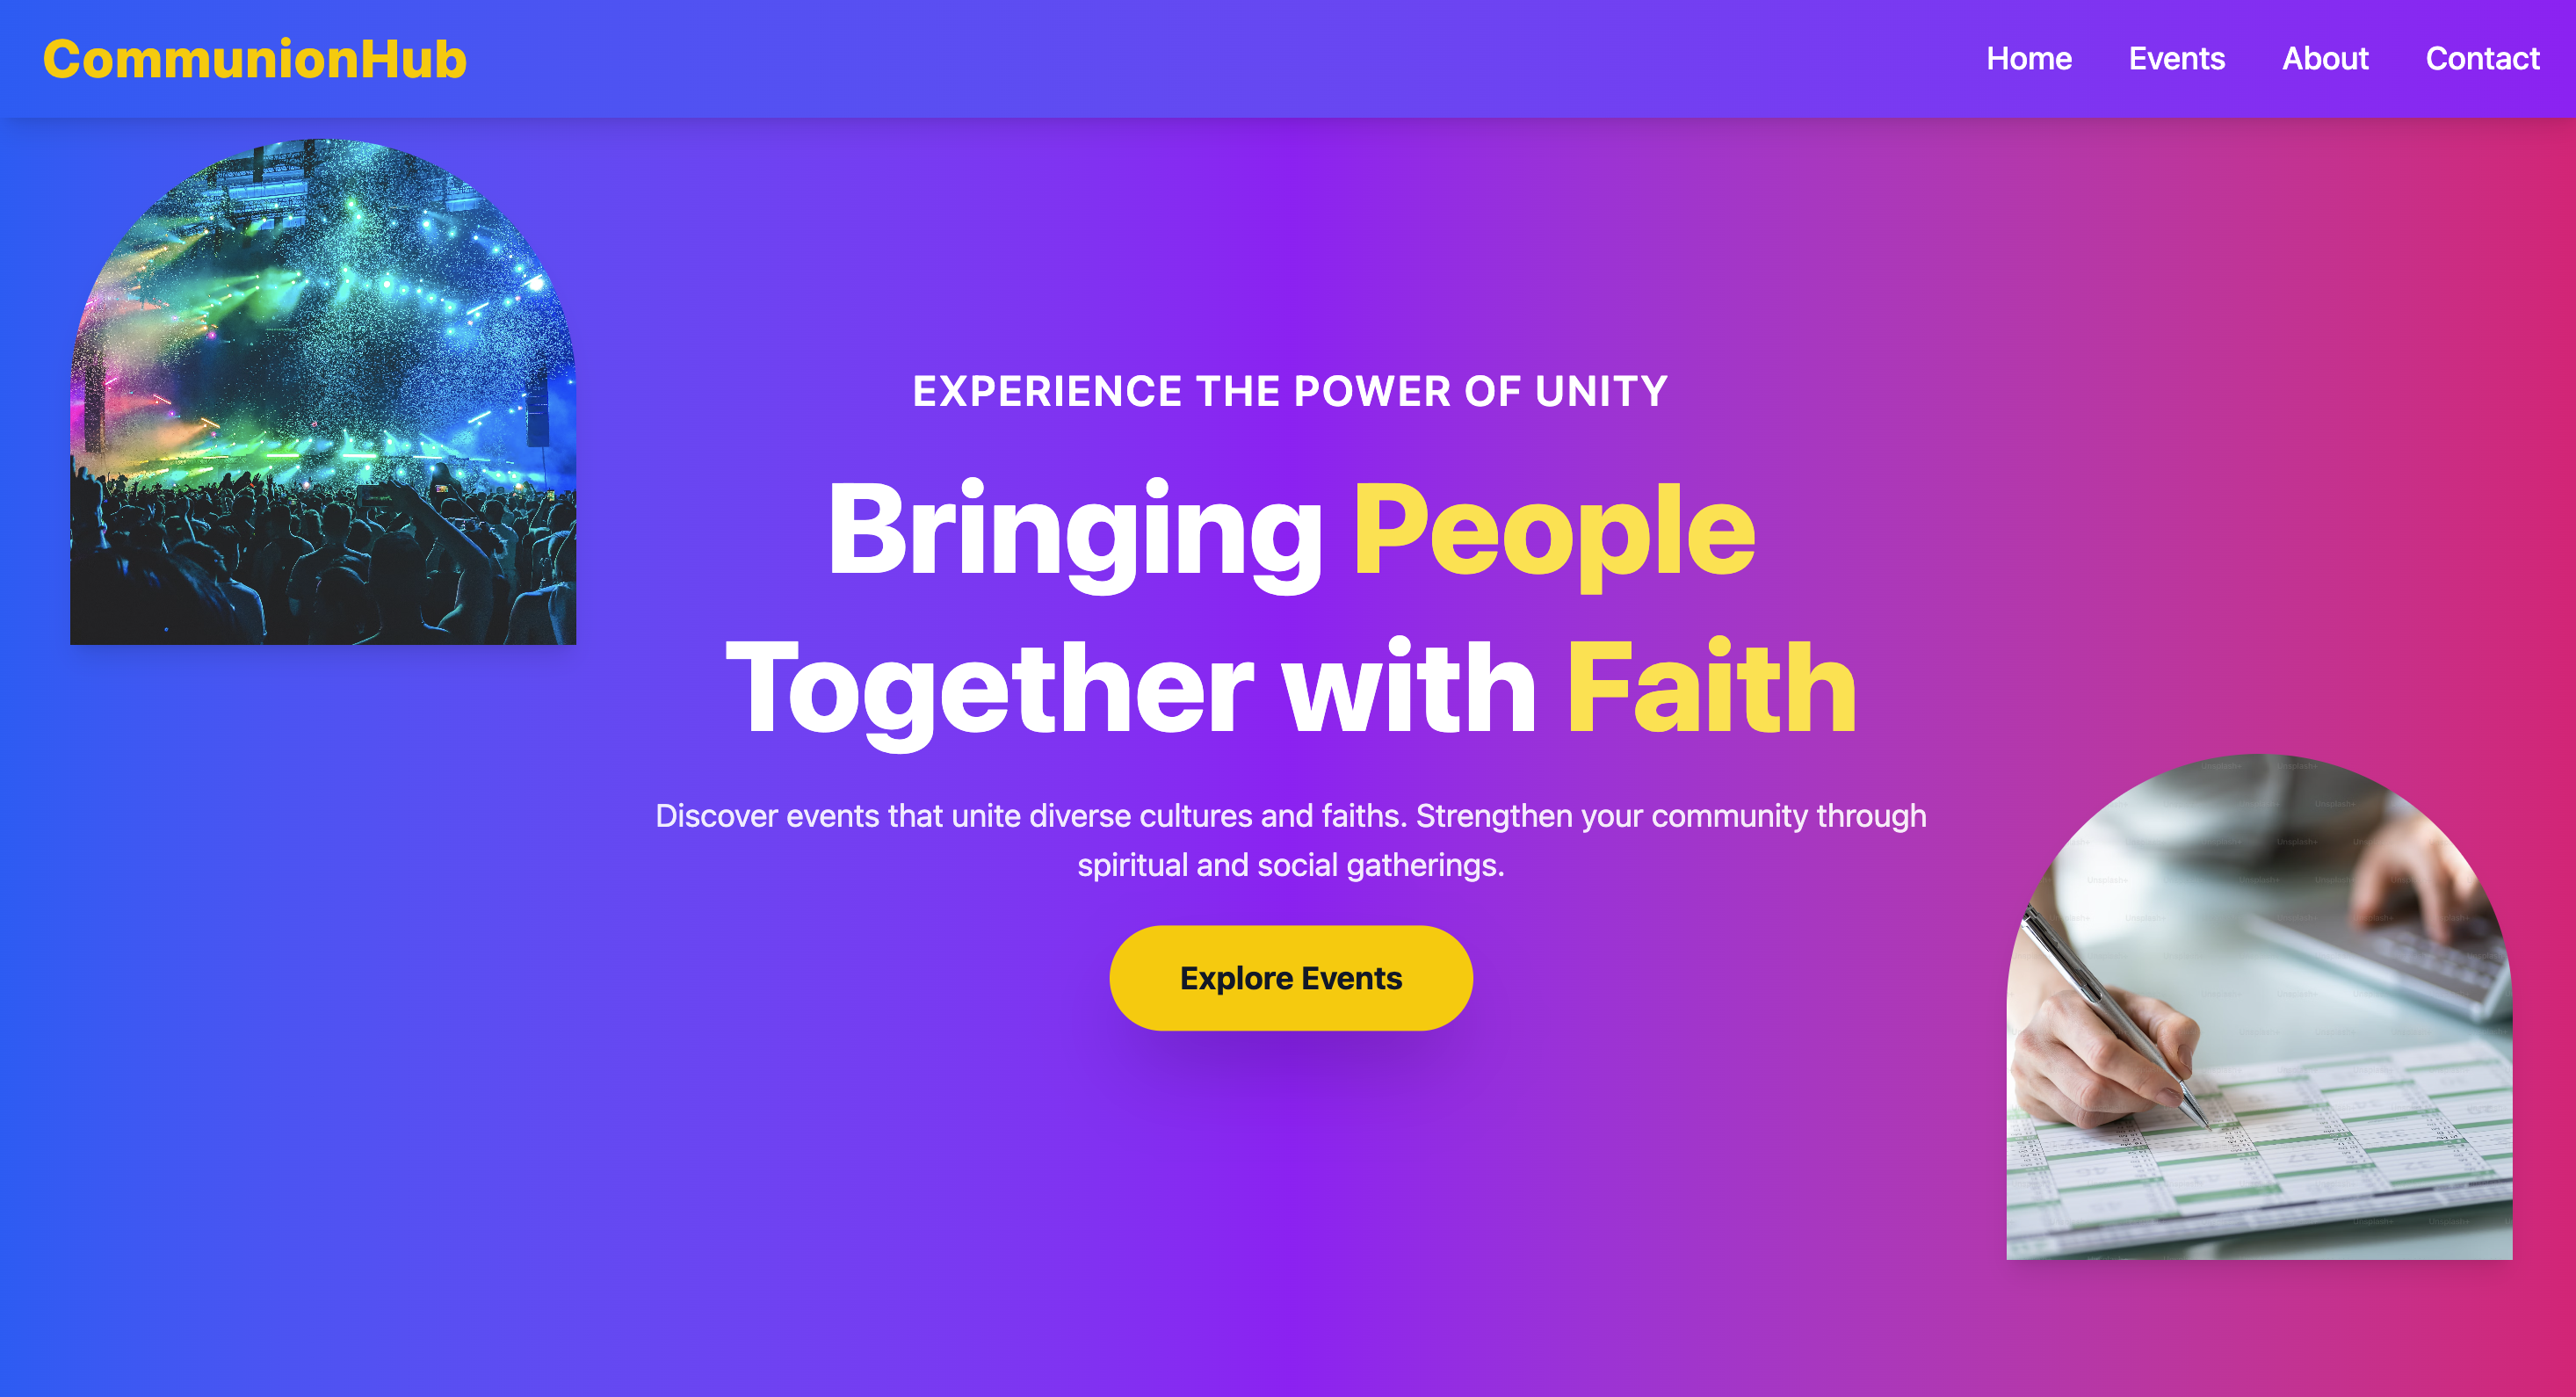 CommunionHub
Home Events About Contact
EXPERIENCE THE POWER OF UNITY
Bringing People
Together with Faith
Discover events that unite diverse cultures and faiths. Strengthen your community through
spiritual and social gatherings.
Explore Events